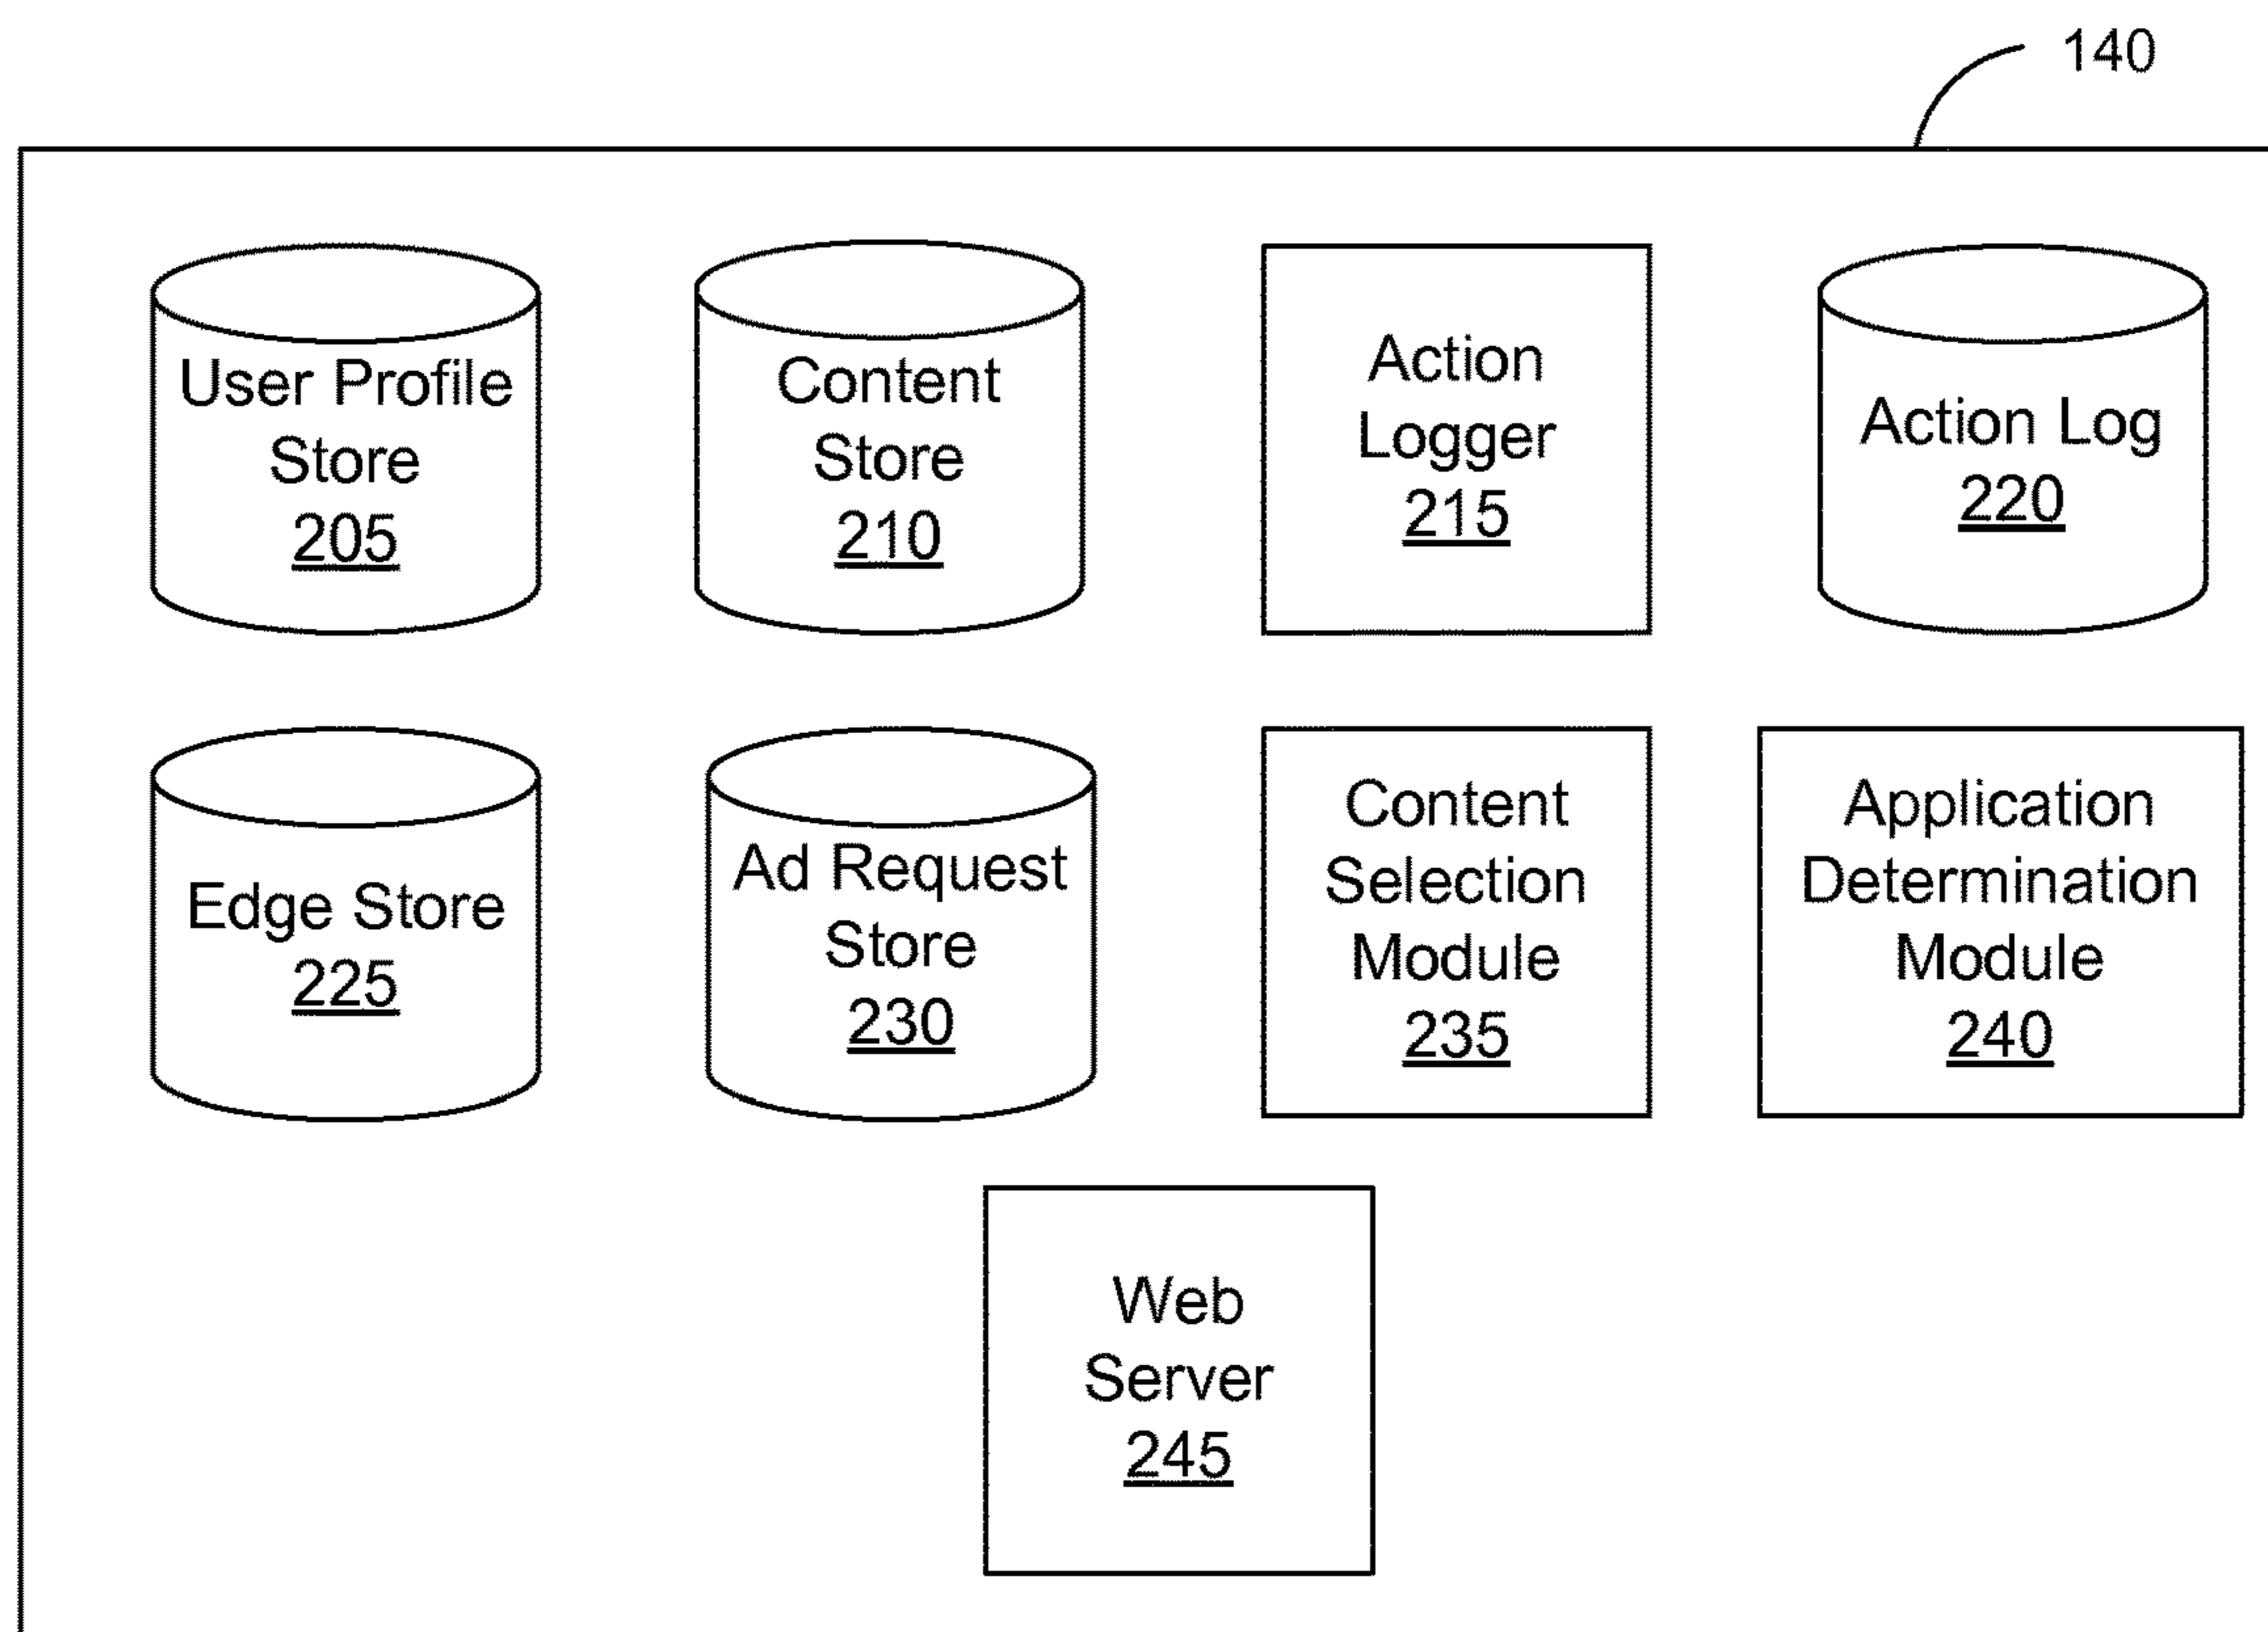 140
User Profile
Store
205
Content
Store
210
Action
Logger
215
Action Log
220
Edge Store
225
Ad Request
Store
230
Content
Selection
Module
235
Application
Determination
Module
240
Web
Server
245